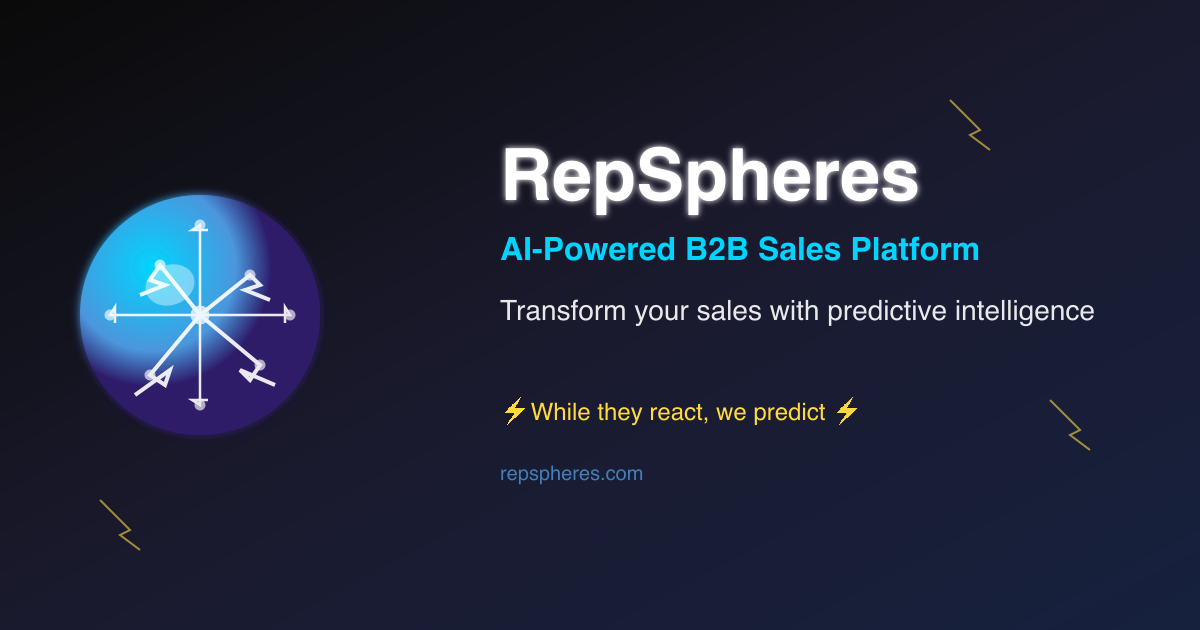 RepSpheres
AI-Powered B2B Sales Platform
Transform your sales with predictive intelligence
⚡While they react, we predict ⚡
repspheres.com